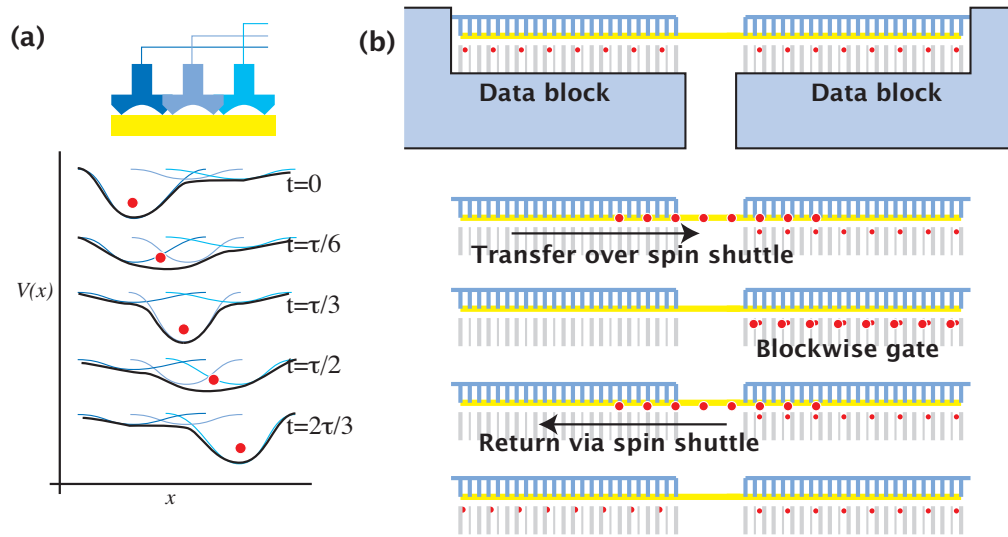 (a)
t=0
t=τ/6
V(x)
t=τ/3
t=τ/2
t=2τ/3
x
(b)
Data block
Data block
Transfer over spin shuttle
Blockwise gate
Return via spin shuttle